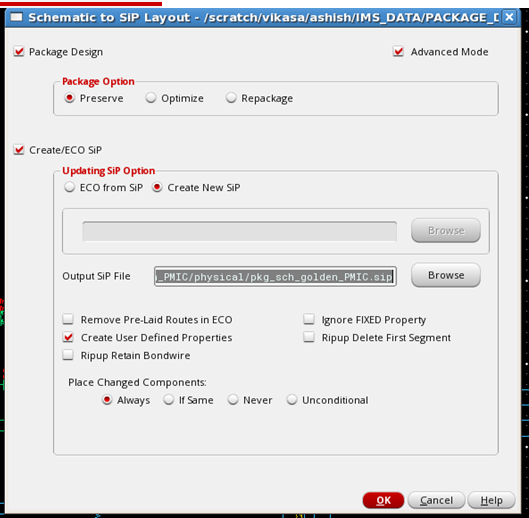 Schematic to SiP Layout - /scratch/vikasa/ashish/IMS_DATA/PACKAGE_D
Package Design Advanced Mode
Package Option
Preserve Optimize Repackage
Create/ECO SiP
Updating SiP Option
ECO from SiP Create New SiP
Browse
Output SiP File _PMIC/physical/pkg_sch_golden_PMIC.sip Browse
Remove Pre-Laid Routes in ECO Ignore FIXED Property
Create User Defined Properties Ripup Delete First Segment
Ripup Retain Bondwire
Place Changed Components:
Always If Same Never Unconditional
OK Cancel Help